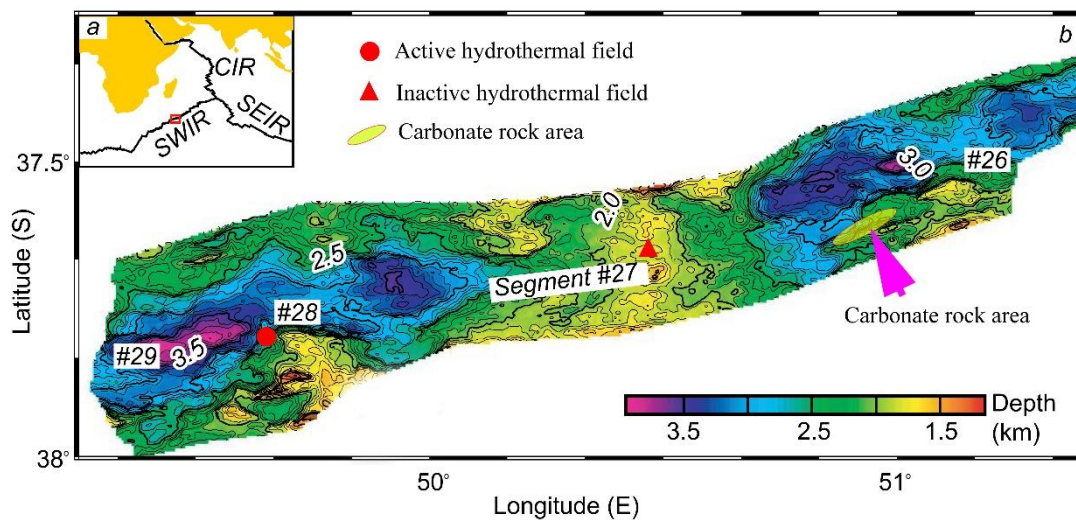 a
CIR
SWIR
SEIR
Active hydrothermal field
Inactive hydrothermal field
Carbonate rock area
b
37.5°
3.0
#26
2.0
2.5
Segment #27
#28
#29
3.5
Carbonate rock area
Depth
(km)
3.5
2.5
1.5
38°
50°
51°
Latitude (S)
Longitude (E)